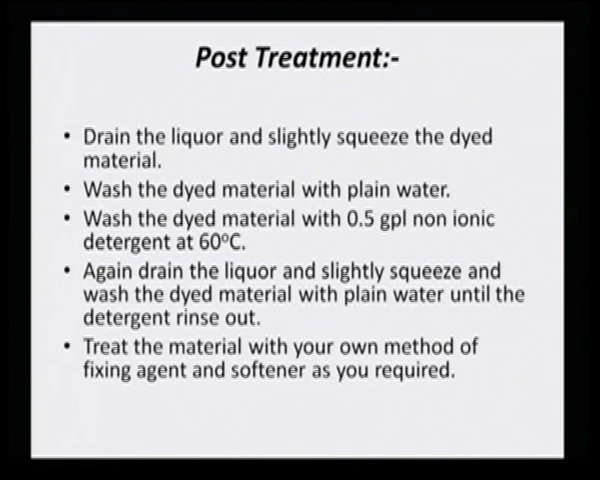 Post Treatment:-
• Drain the liquor and slightly squeeze the dyed
material.
• Wash the dyed material with plain water.
• Wash the dyed material with 0.5 gpl non ionic
detergent at 60°C.
• Again drain the liquor and slightly squeeze and
wash the dyed material with plain water until the
detergent rinse out.
• Treat the material with your own method of
fixing agent and softener as you required.